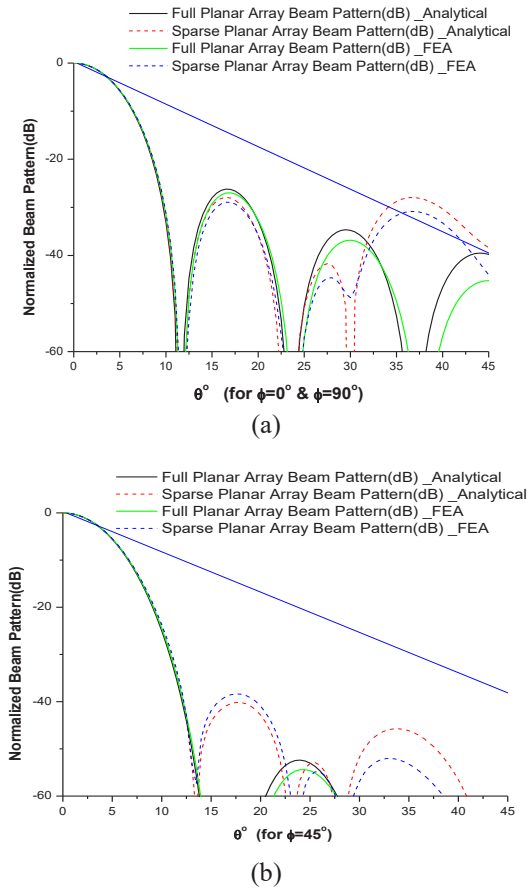 Full Planar Array Beam Pattern(dB) _Analytical
Sparse Planar Array Beam Pattern(dB) _Analytical
Full Planar Array Beam Pattern(dB) _FEA
Sparse Planar Array Beam Pattern(dB) _FEA
0
-20
-40
-60
Normalized Beam Pattern(dB)
0 5 10 15 20 25 30 35 40 45
θ° (for ϕ=0° & ϕ=90°)
(a)
Full Planar Array Beam Pattern(dB) _Analytical
Sparse Planar Array Beam Pattern(dB) _Analytical
Full Planar Array Beam Pattern(dB) _FEA
Sparse Planar Array Beam Pattern(dB) _FEA
0
-20
-40
-60
Normalized Beam Pattern(dB)
0 5 10 15 20 25 30 35 40 45
θ° (for ϕ=45°)
(b)